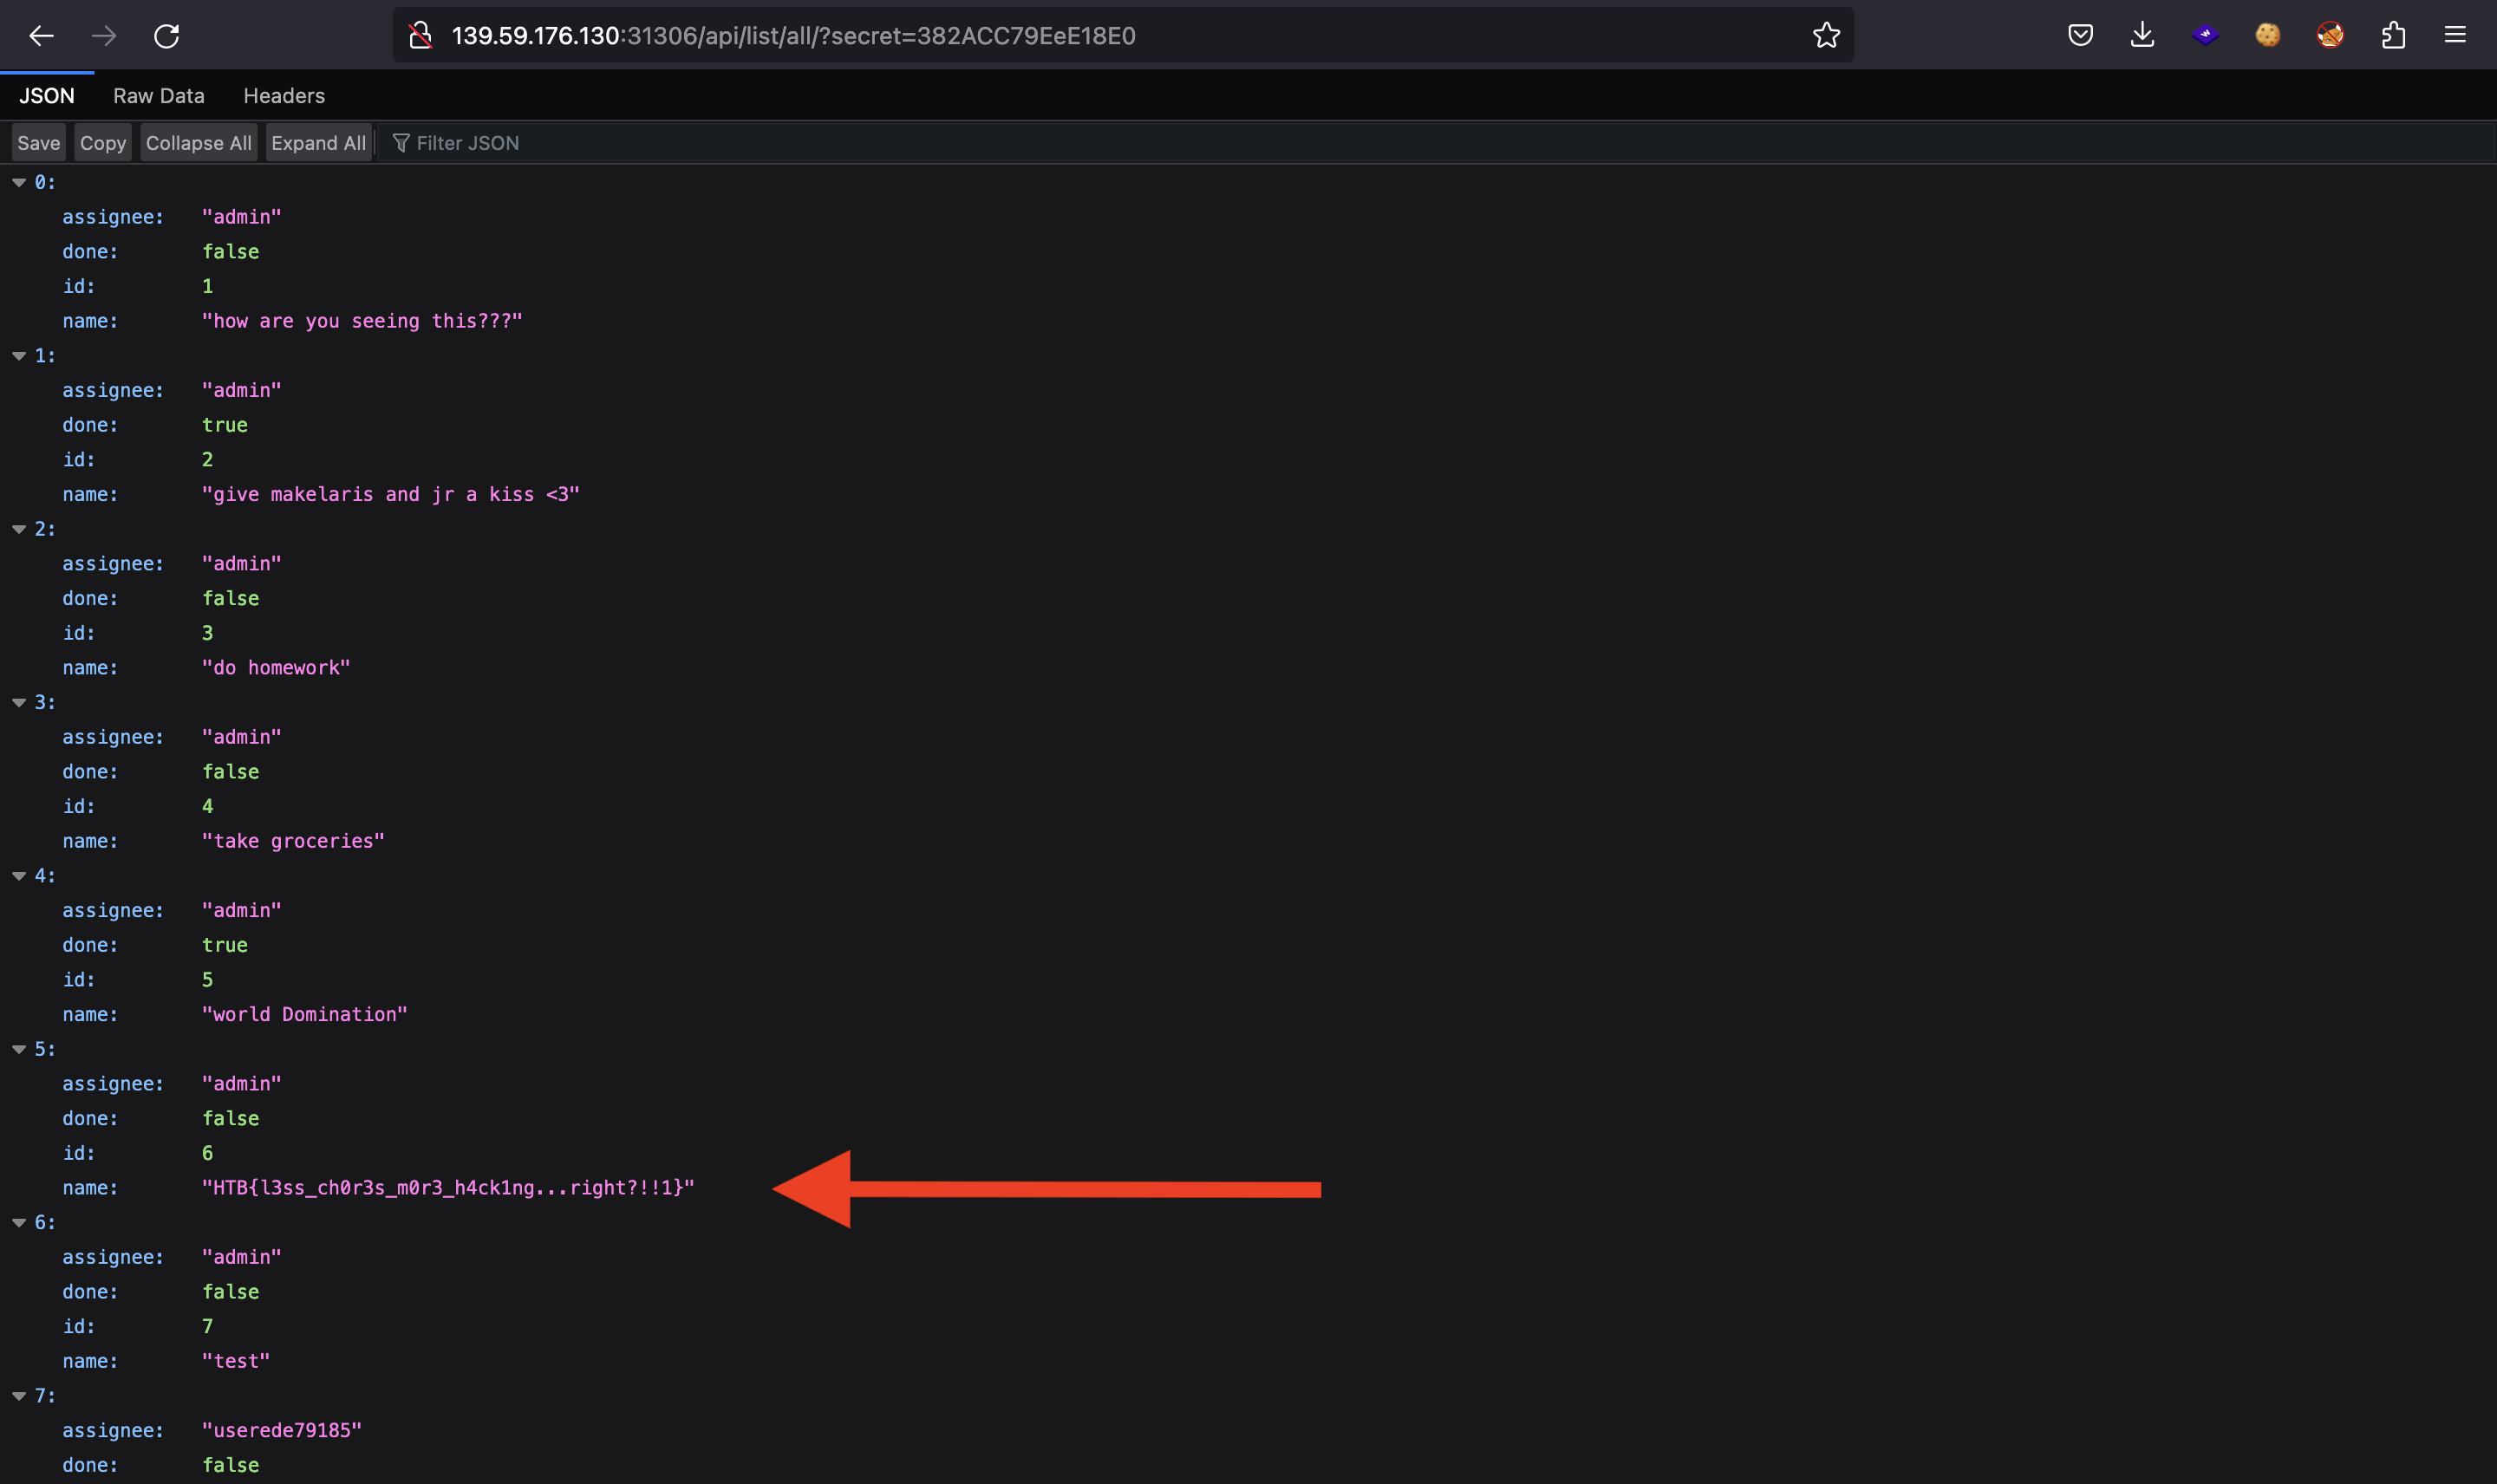 139.59.176.130:31306/api/list/all/?secret=382ACC79EeE18E0
JSON Raw Data Headers
Save Copy Collapse All Expand All Filter JSON
0:
assignee: "admin"
done: false
id: 1
name: "how are you seeing this???"
1:
assignee: "admin"
done: true
id: 2
name: "give makelaris and jr a kiss <3"
2:
assignee: "admin"
done: false
id: 3
name: "do homework"
3:
assignee: "admin"
done: false
id: 4
name: "take groceries"
4:
assignee: "admin"
done: true
id: 5
name: "world Domination"
5:
assignee: "admin"
done: false
id: 6
name: "HTB{l3ss_ch0r3s_m0r3_h4ck1ng...right?!!1}"
6:
assignee: "admin"
done: false
id: 7
name: "test"
7:
assignee: "userede79185"
done: false